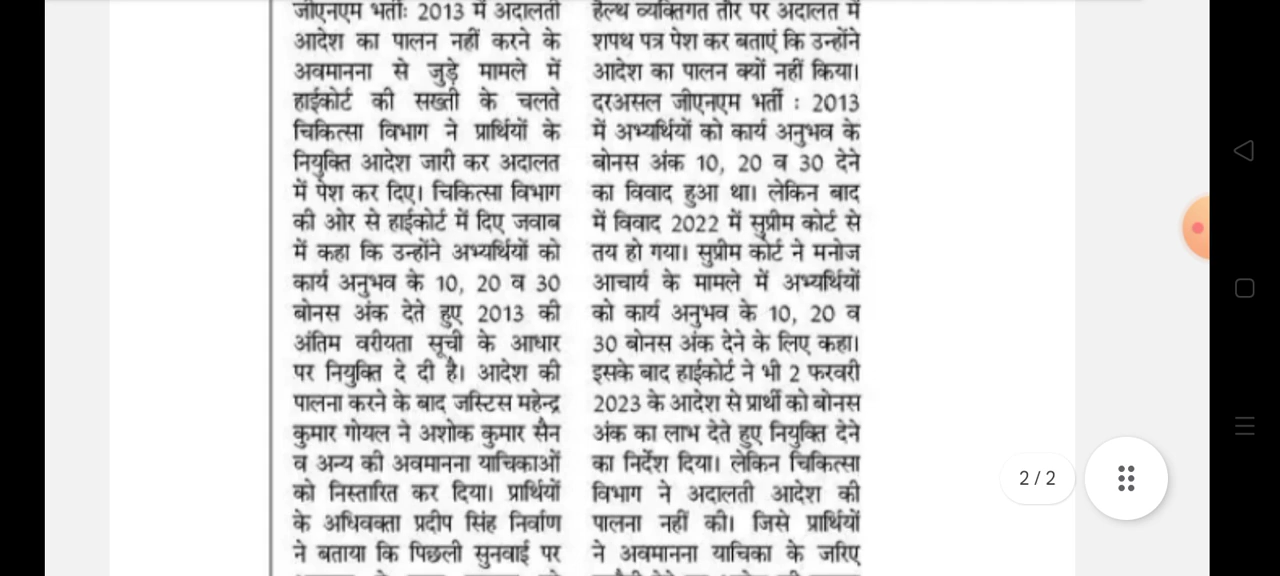 जीएनएम भर्तीः 2013 में अदालती
आदेश का पालन नहीं करने के
अवमानना से जुड़े मामले में
हाईकोर्ट की सख्ती के चलते
चिकित्सा विभाग ने प्रार्थियों के
नियुक्ति आदेश जारी कर अदालत
में पेश कर दिए। चिकित्सा विभाग
की ओर से हाईकोर्ट में दिए जवाब
में कहा कि उन्होंने अभ्यर्थियों को
कार्य अनुभव के 10, 20 व 30
बोनस अंक देते हुए 2013 की
अंतिम वरीयता सूची के आधार
पर नियुक्ति दे दी है। आदेश की
पालना करने के बाद जस्टिस महेन्द्र
कुमार गोयल ने अशोक कुमार सैन
व अन्य की अवमानना याचिकाओं
को निस्तारित कर दिया। प्रार्थियों
के अधिवक्ता प्रदीप सिंह निर्वाण
ने बताया कि पिछली सुनवाई पर
हैल्थ व्यक्तिगत तौर पर अदालत में
शपथ पत्र पेश कर बताएं कि उन्होंने
आदेश का पालन क्यों नहीं किया।
दरअसल जीएनएम भर्ती : 2013
में अभ्यर्थियों को कार्य अनुभव के
बोनस अंक 10, 20 व 30 देने
का विवाद हुआ था। लेकिन बाद
में विवाद 2022 में सुप्रीम कोर्ट से
तय हो गया। सुप्रीम कोर्ट ने मनोज
आचार्य के मामले में अभ्यर्थियों
को कार्य अनुभव के 10, 20 व
30 बोनस अंक देने के लिए कहा।
इसके बाद हाईकोर्ट ने भी 2 फरवरी
2023 के आदेश से प्रार्थी को बोनस
अंक का लाभ देते हुए नियुक्ति देने
का निर्देश दिया। लेकिन चिकित्सा
विभाग ने अदालती आदेश की
पालना नहीं की। जिसे प्रार्थियों
ने अवमानना याचिका के जरिए
2/2